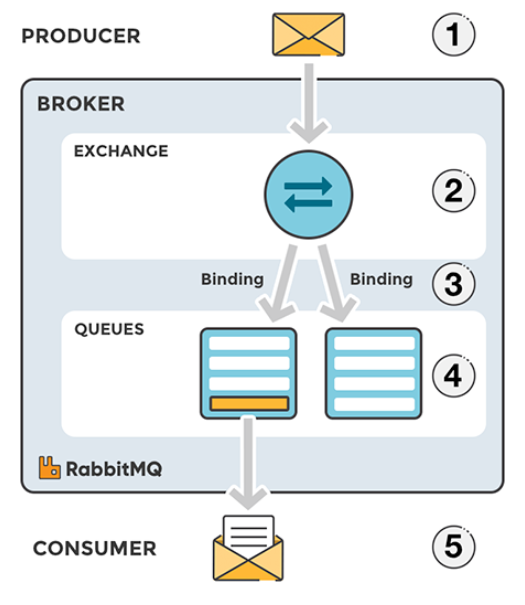 PRODUCER 1
BROKER
EXCHANGE
2
Binding Binding 3
QUEUES
4
RabbitMQ
CONSUMER 5